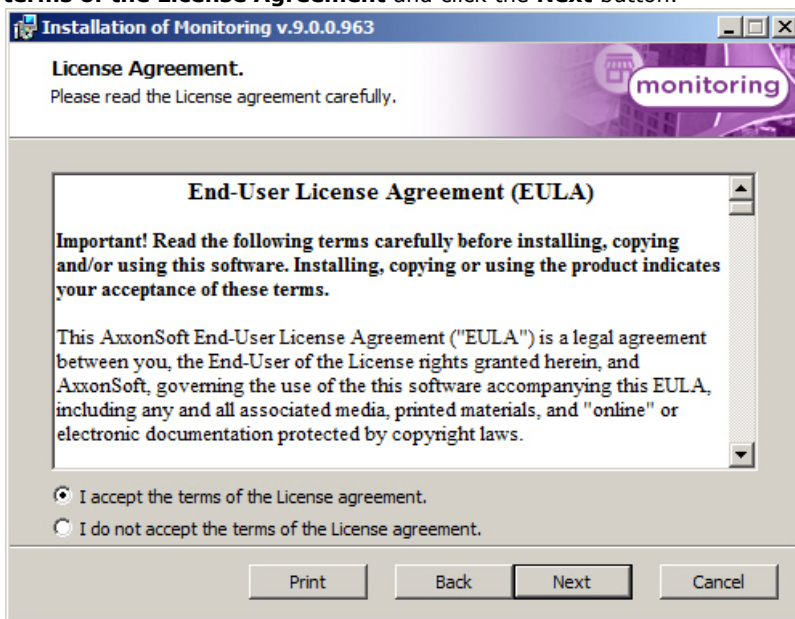 terms of the License Agreement and click the Next button.
Installation of Monitoring v.9.0.0.963
License Agreement.
Please read the License agreement carefully.
monitoring
End-User License Agreement (EULA)
Important! Read the following terms carefully before installing, copying
and/or using this software. Installing, copying or using the product indicates
your acceptance of these terms.
This AxxonSoft End-User License Agreement ("EULA") is a legal agreement
between you, the End-User of the License rights granted herein, and
AxxonSoft, governing the use of the this software accompanying this EULA,
including any and all associated media, printed materials, and "online" or
electronic documentation protected by copyright laws.
I accept the terms of the License agreement.
I do not accept the terms of the License agreement.
Print Back Next Cancel